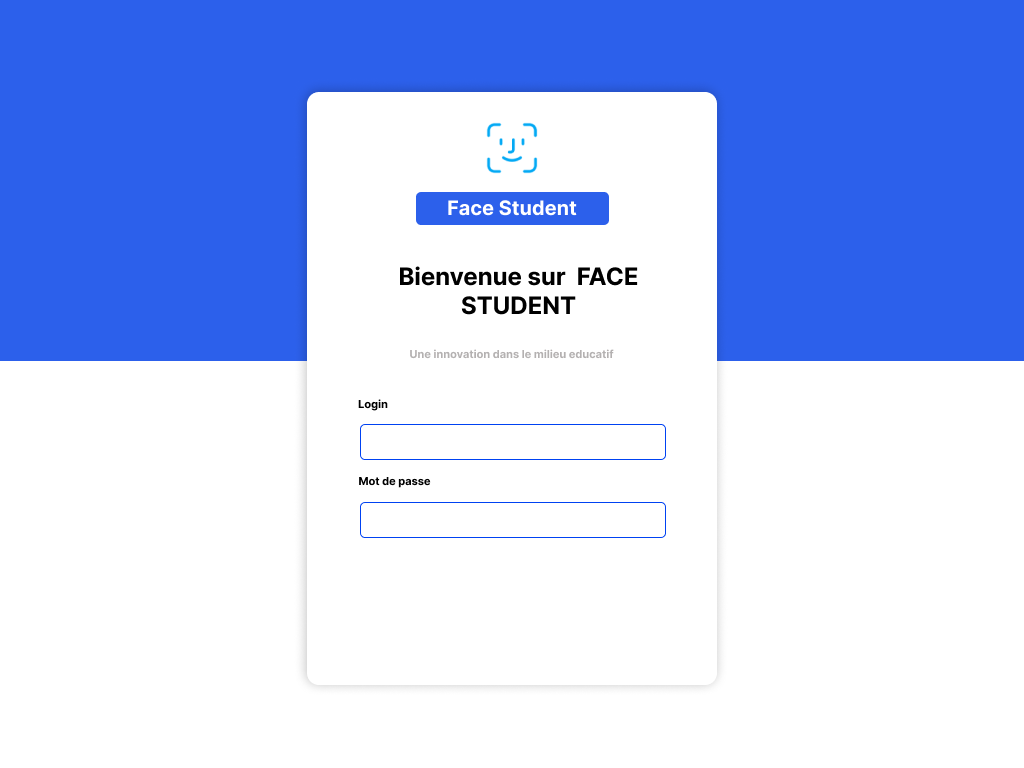 Face Student
Bienvenue sur  FACE
STUDENT
Une innovation dans le milieu educatif
Login
Mot de passe